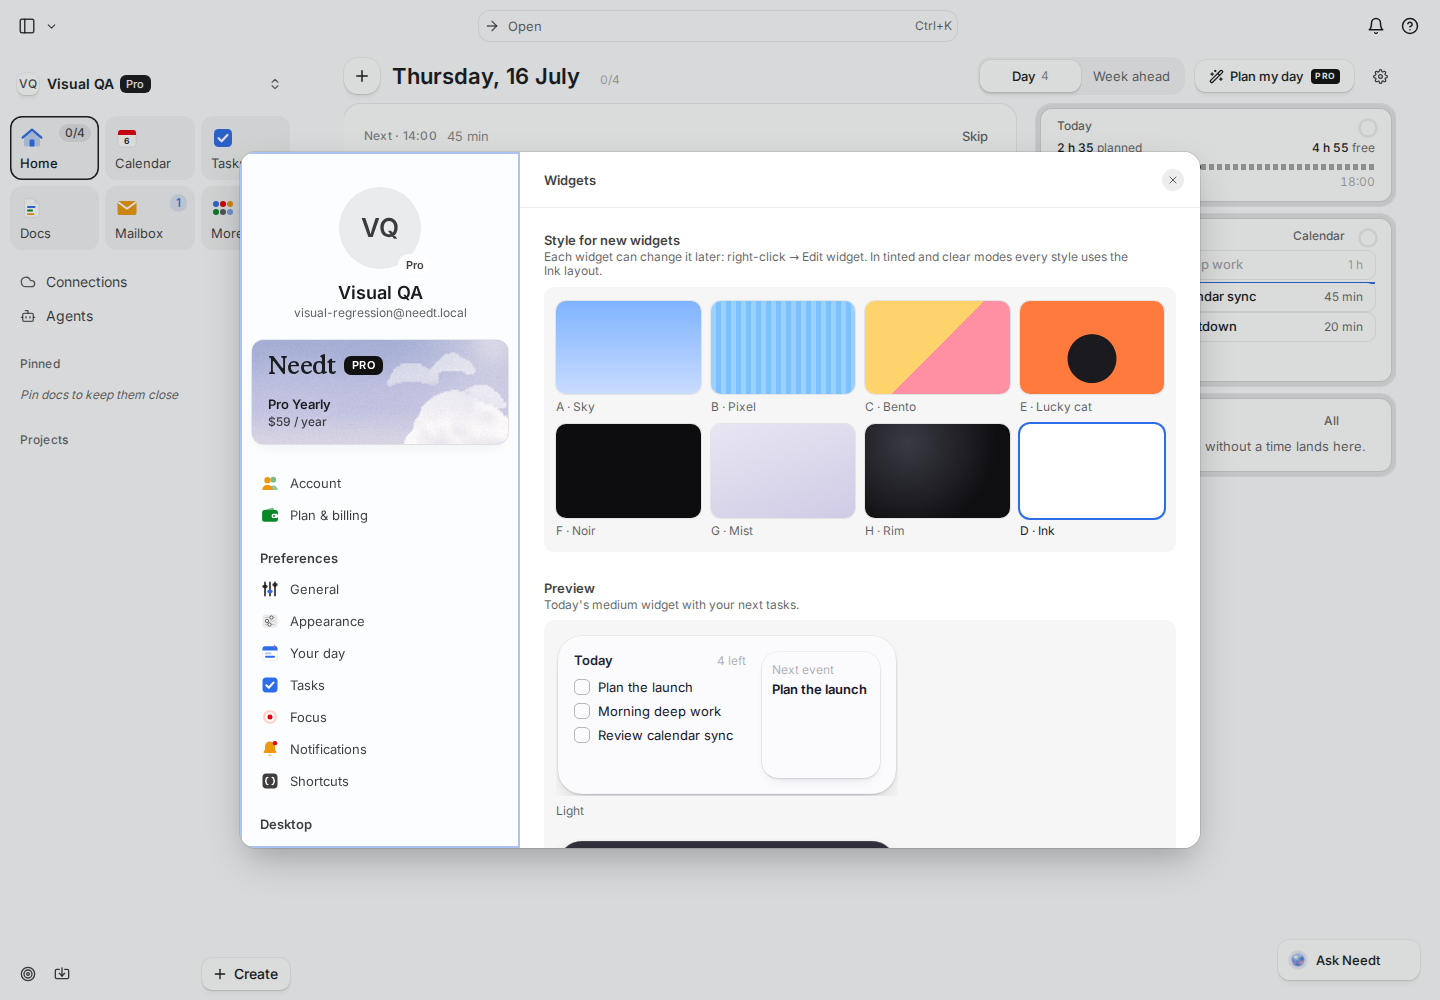 Open
Ctrl+K
VQ
Visual QA
Pro
Thursday, 16 July
0/4
Day 4
Week ahead
Plan my day
PRO
0/4
Home
6
Calendar
Tasks
Docs
1
Mailbox
More
Connections
Agents
Pinned
Pin docs to keep them close
Projects
Next · 14:00 45 min
Skip
Today
2 h 35 planned
4 h 55 free
18:00
Calendar
p work
1 h
ndar sync
45 min
tdown
20 min
All
without a time lands here.
VQ
Pro
Visual QA
visual-regression@needt.local
Needt PRO
Pro Yearly
$59 / year
Account
Plan & billing
Preferences
General
Appearance
Your day
Tasks
Focus
Notifications
Shortcuts
Desktop
Widgets
Style for new widgets
Each widget can change it later: right-click → Edit widget. In tinted and clear modes every style uses the
Ink layout.
A · Sky
B · Pixel
C · Bento
E · Lucky cat
F · Noir
G · Mist
H · Rim
D · Ink
Preview
Today's medium widget with your next tasks.
Today
4 left
Plan the launch
Morning deep work
Review calendar sync
Next event
Plan the launch
Light
Create
Ask Needt